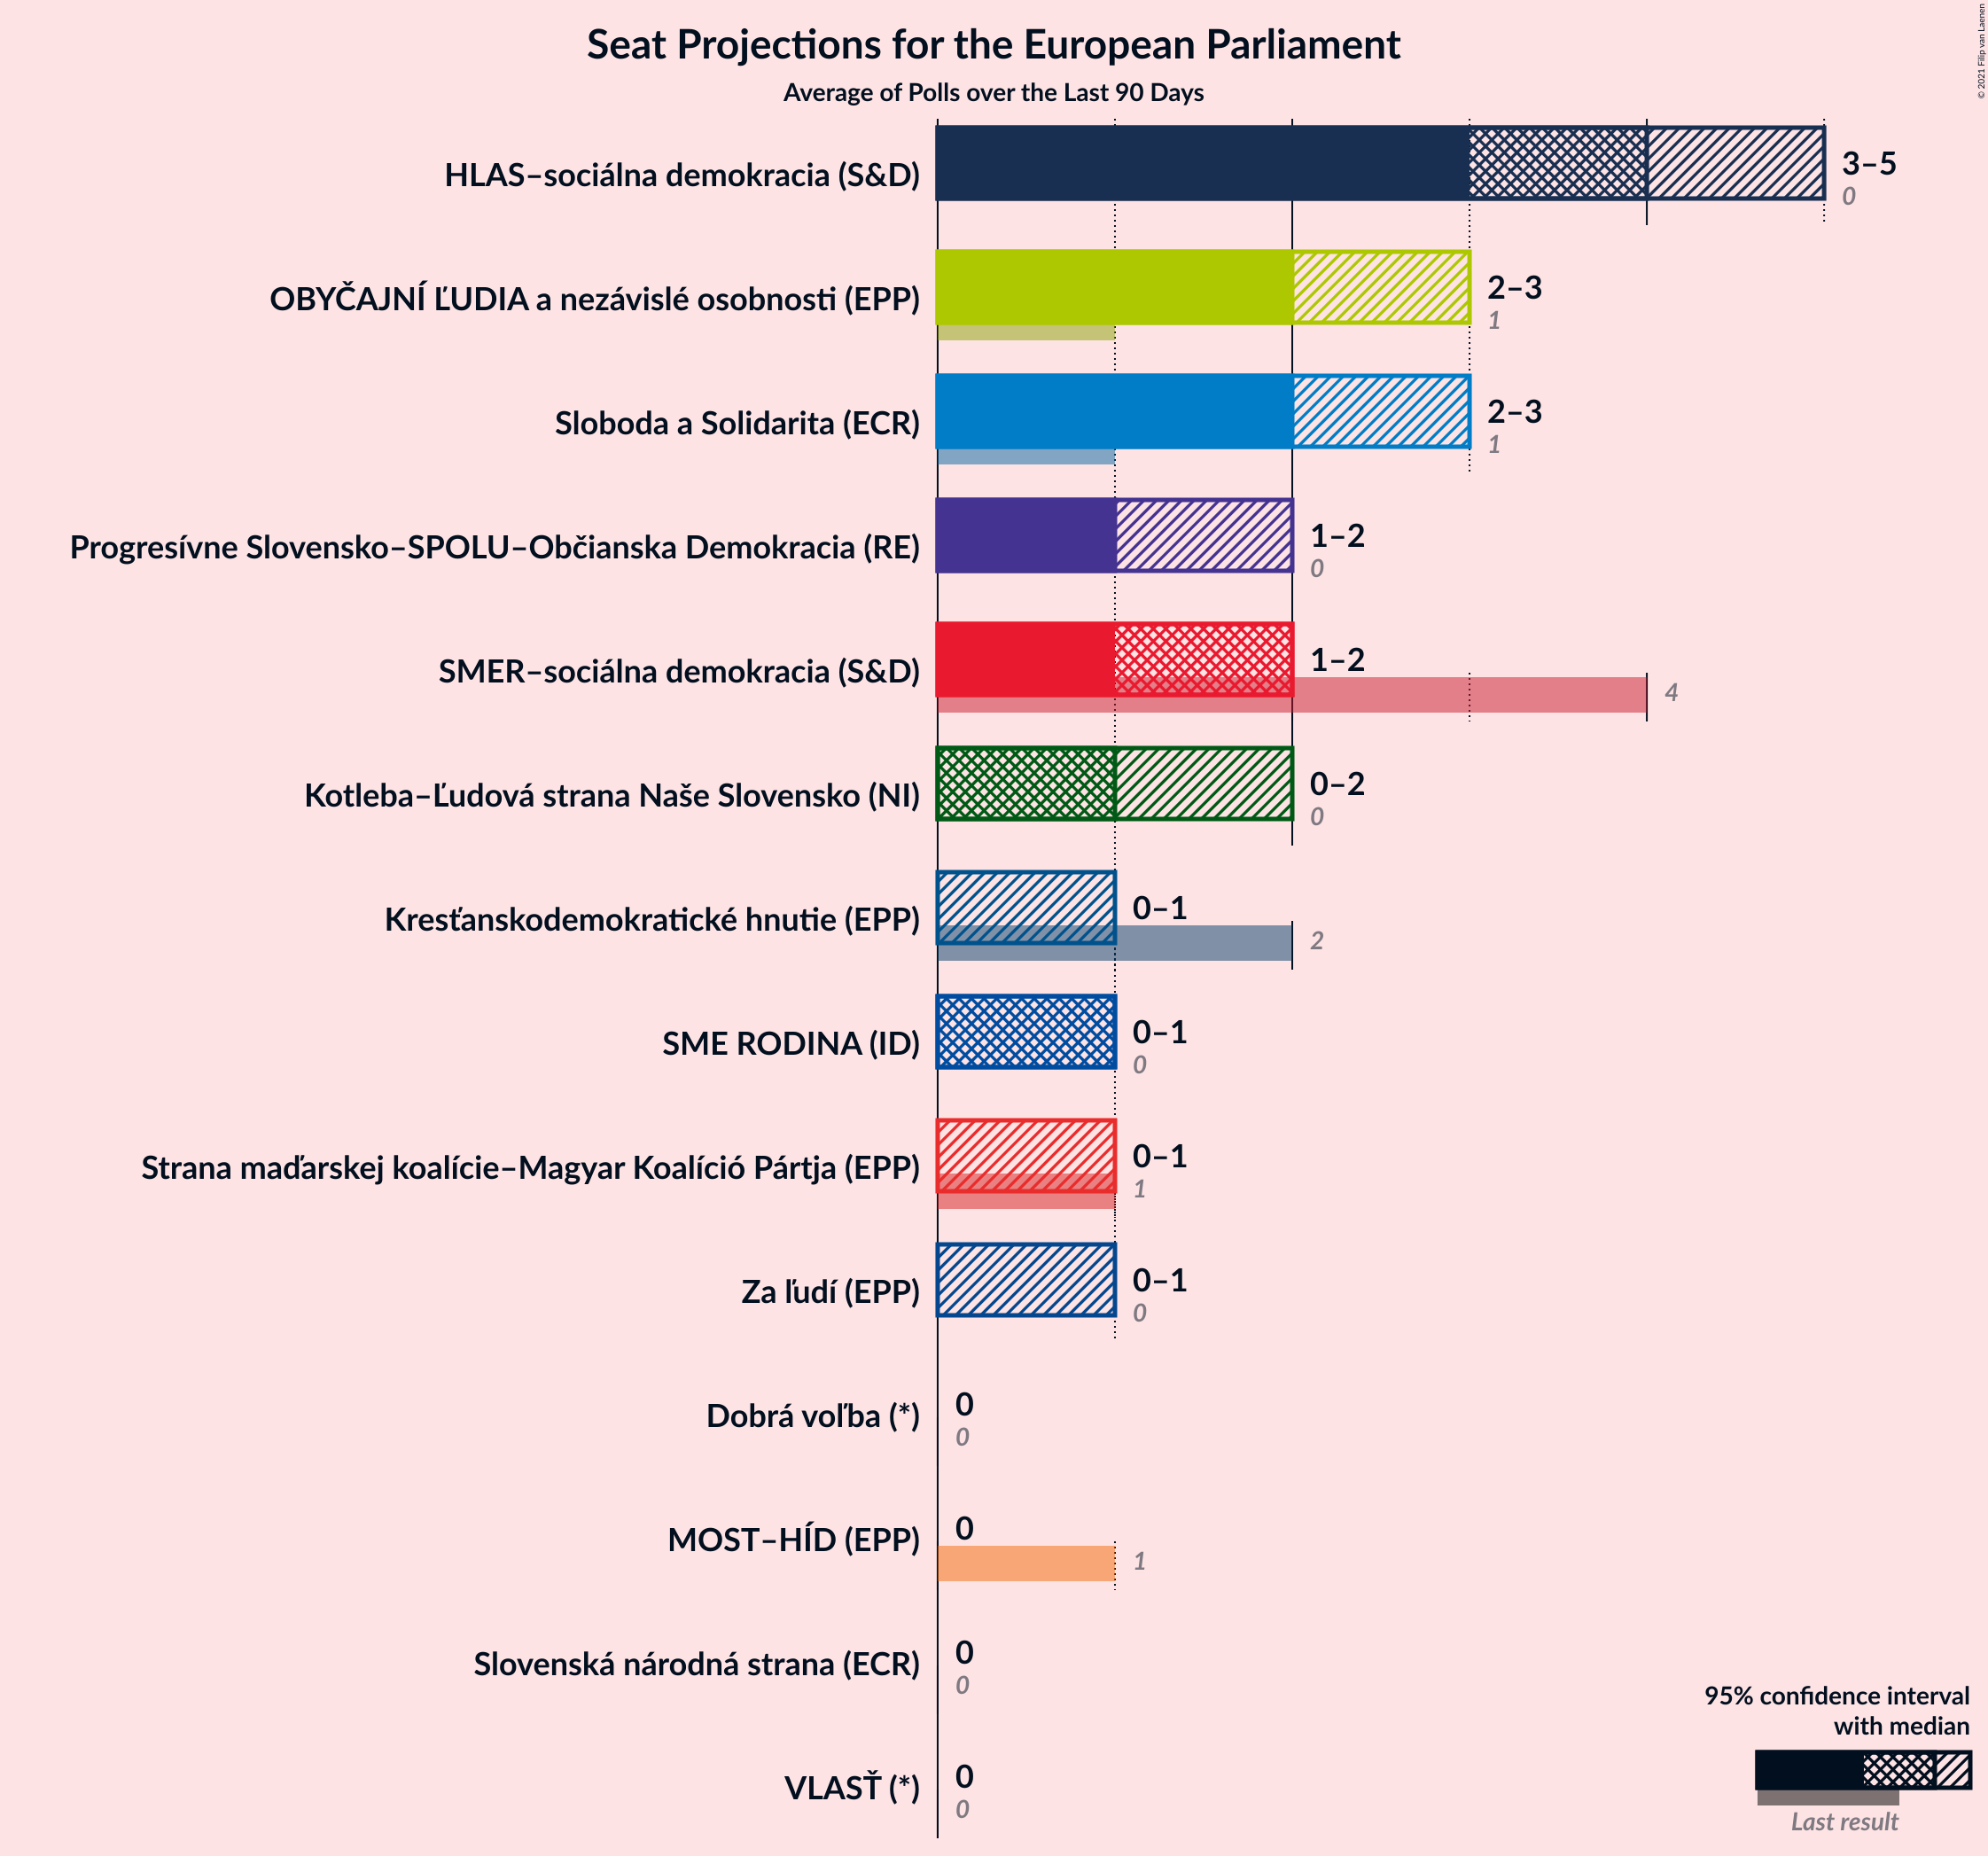 Seat Projections for the European Parliament
Average of Polls over the Last 90 Days
© 2021 Filip van Laenen
HLAS–sociálna demokracia (S&D)
3–5
0
OBYČAJNÍ ĽUDIA a nezávislé osobnosti (EPP)
2–3
1
Sloboda a Solidarita (ECR)
2–3
1
Progresívne Slovensko–SPOLU–Občianska Demokracia (RE)
1–2
0
SMER–sociálna demokracia (S&D)
1–2
4
Kotleba–Ľudová strana Naše Slovensko (NI)
0–2
0
Kresťanskodemokratické hnutie (EPP)
0–1
2
SME RODINA (ID)
0–1
0
Strana maďarskej koalície–Magyar Koalíció Pártja (EPP)
0–1
1
Za ľudí (EPP)
0–1
0
Dobrá voľba (*)
0
0
MOST–HÍD (EPP)
0
1
Slovenská národná strana (ECR)
0
0
VLASŤ (*)
0
0
95% confidence interval
with median
Last result